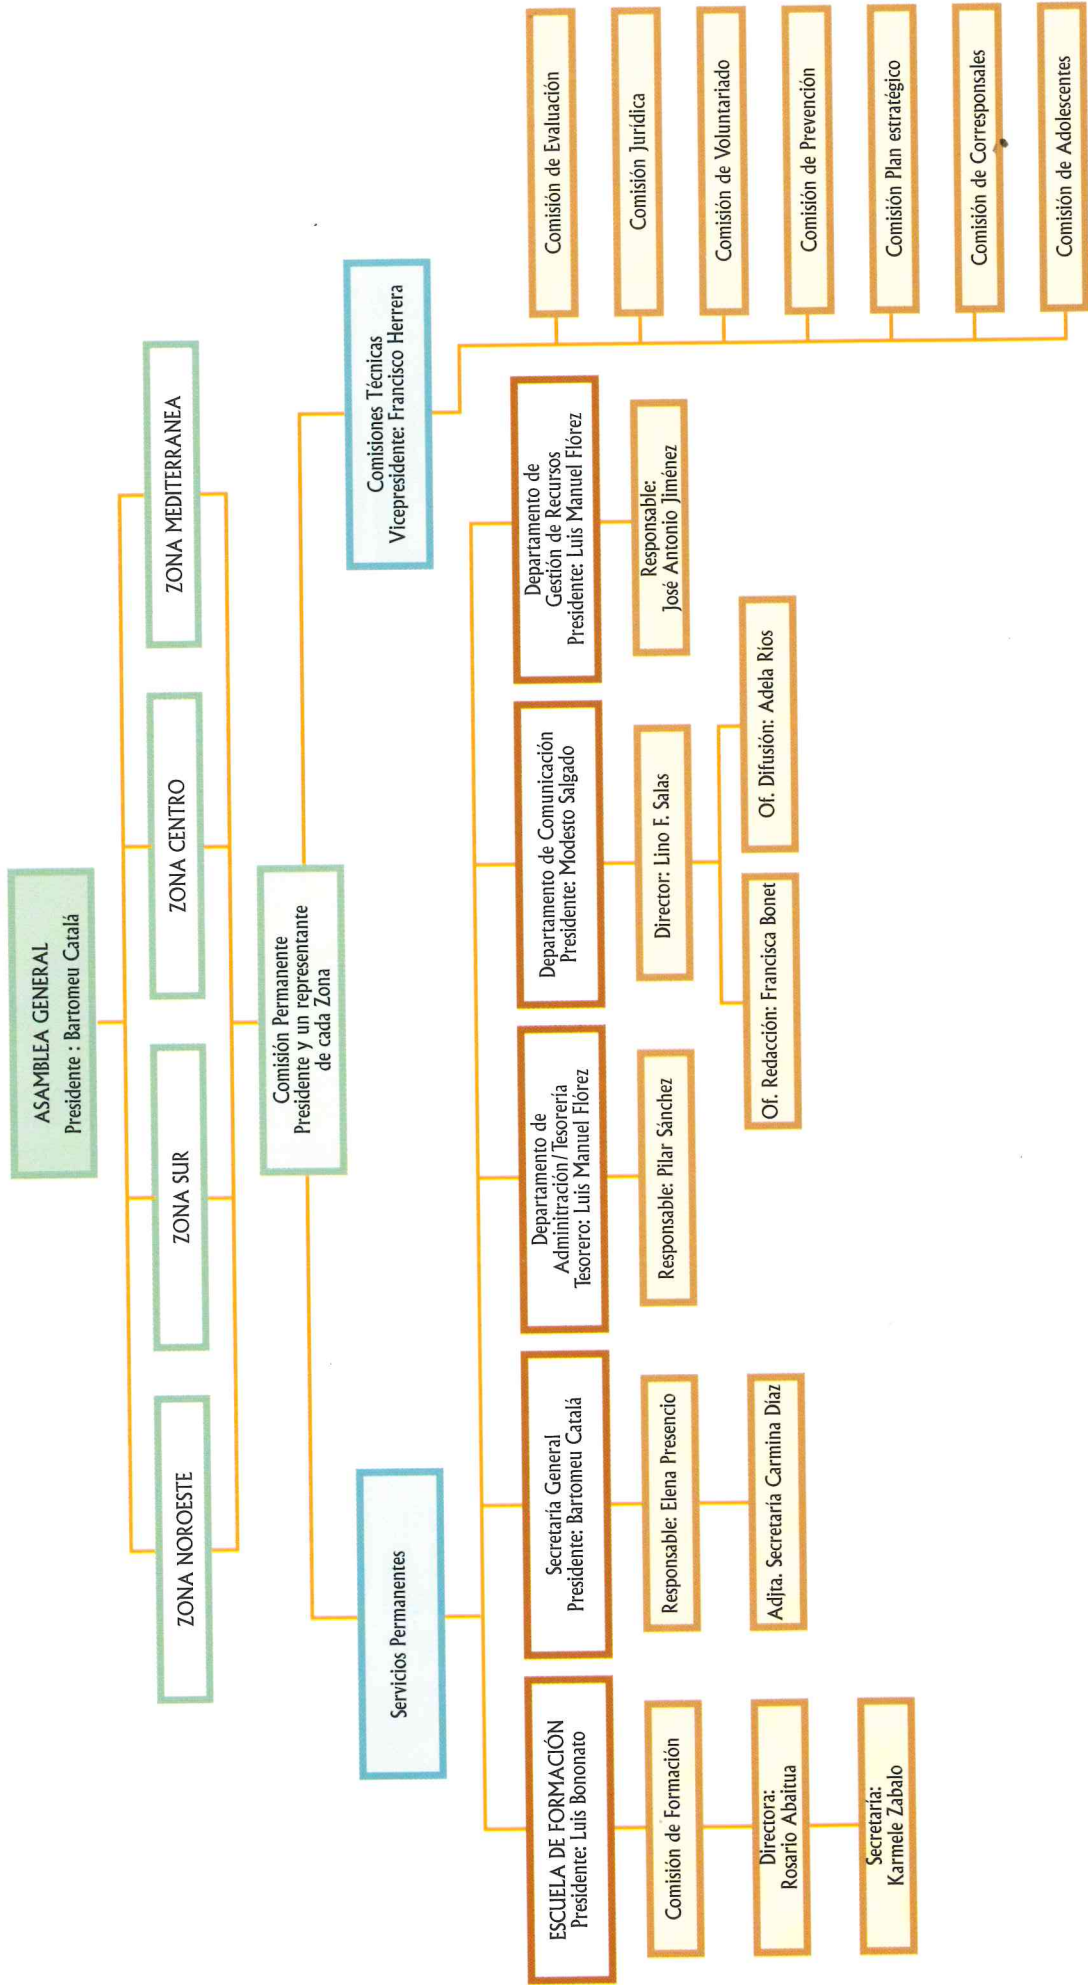 ASAMBLEA GENERAL
Presidente : Bartomeu Catalá
ZONA NOROESTE
ZONA SUR
ZONA CENTRO
ZONA MEDITERRANEA
Comisión Permanente
Presidente y un representante
de cada Zona
Servicios Permanentes
Comisiones Técnicas
Vicepresidente: Francisco Herrera
ESCUELA DE FORMACIÓN
Presidente: Luis Bononato
Secretaría General
Presidente: Bartomeu Catalá
Departamento de
Adminitración/Tesorería
Tesorero: Luis Manuel Flórez
Departamento de Comunicación
Presidente: Modesto Salgado
Departamento de
Gestión de Recursos
Presidente: Luis Manuel Flórez
Comisión de Formación
Directora:
Rosario Abaitua
Secretaría:
Karmele Zabalo
Responsable: Elena Presencio
Adjta. Secretaría Carmina Díaz
Responsable: Pilar Sánchez
Director: Lino F. Salas
Of. Redacción: Francisca Bonet
Of. Difusión: Adela Rios
Responsable:
José Antonio Jiménez
Comisión de Evaluación
Comisión Jurídica
Comisión de Voluntariado
Comisión de Prevención
Comisión Plan estratégico
Comisión de Corresponsales
Comisión de Adolescentes